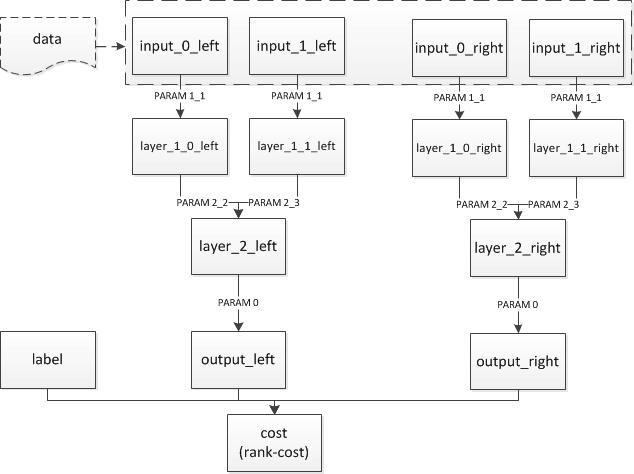 data
input_0_left
input_1_left
input_0_right
input_1_right
PARAM 1_1
PARAM 1_1
PARAM 1_1
PARAM 1_1
layer_1_0_left
layer_1_1_left
layer_1_0_right
layer_1_1_right
PARAM 2_2
PARAM 2_3
PARAM 2_2
PARAM 2_3
layer_2_left
layer_2_right
PARAM 0
PARAM 0
label
output_left
output_right
cost
(rank-cost)